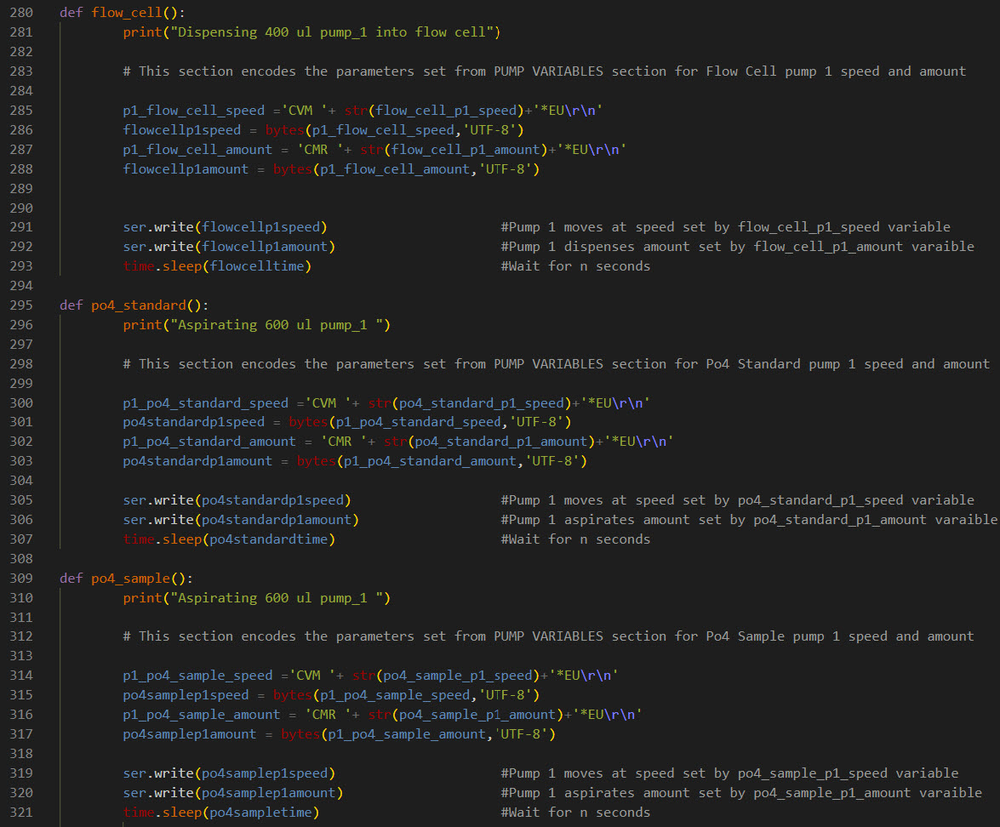 280 def flow_cell():
281 print("Dispensing 400 ul pump_1 into flow cell")
282
283 # This section encodes the parameters set from PUMP VARIABLES section for Flow Cell pump 1 speed and amount
284
285 p1_flow_cell_speed ='CVM '+ str(flow_cell_p1_speed)+'*EU\r\n'
286 flowcellp1speed = bytes(p1_flow_cell_speed,'UTF-8')
287 p1_flow_cell_amount = 'CMR '+ str(flow_cell_p1_amount)+'*EU\r\n'
288 flowcellp1amount = bytes(p1_flow_cell_amount,'UTF-8')
289
290
291 ser.write(flowcellp1speed) #Pump 1 moves at speed set by flow_cell_p1_speed variable
292 ser.write(flowcellp1amount) #Pump 1 dispenses amount set by flow_cell_p1_amount varaible
293 time.sleep(flowcelltime) #Wait for n seconds
294
295 def po4_standard():
296 print("Aspirating 600 ul pump_1 ")
297
298 # This section encodes the parameters set from PUMP VARIABLES section for Po4 Standard pump 1 speed and amount
299
300 p1_po4_standard_speed ='CVM '+ str(po4_standard_p1_speed)+'*EU\r\n'
301 po4standardp1speed = bytes(p1_po4_standard_speed,'UTF-8')
302 p1_po4_standard_amount = 'CMR '+ str(po4_standard_p1_amount)+'*EU\r\n'
303 po4standardp1amount = bytes(p1_po4_standard_amount,'UTF-8')
304
305 ser.write(po4standardp1speed) #Pump 1 moves at speed set by po4_standard_p1_speed variable
306 ser.write(po4standardp1amount) #Pump 1 aspirates amount set by po4_standard_p1_amount varaible
307 time.sleep(po4standardtime) #Wait for n seconds
308
309 def po4_sample():
310 print("Aspirating 600 ul pump_1 ")
311
312 # This section encodes the parameters set from PUMP VARIABLES section for Po4 Sample pump 1 speed and amount
313
314 p1_po4_sample_speed ='CVM '+ str(po4_sample_p1_speed)+'*EU\r\n'
315 po4samplep1speed = bytes(p1_po4_sample_speed,'UTF-8')
316 p1_po4_sample_amount = 'CMR '+ str(po4_sample_p1_amount)+'*EU\r\n'
317 po4samplep1amount = bytes(p1_po4_sample_amount,'UTF-8')
318
319 ser.write(po4samplep1speed) #Pump 1 moves at speed set by po4_sample_p1_speed variable
320 ser.write(po4samplep1amount) #Pump 1 aspirates amount set by po4_sample_p1_amount varaible
321 time.sleep(po4sampletime) #Wait for n seconds